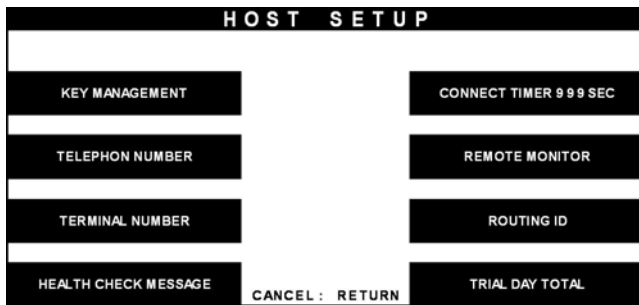 HOST SETUP
KEY MANAGEMENT
CONNECT TIMER 999 SEC
TELEPHON NUMBER
REMOTE MONITOR
TERMINAL NUMBER
ROUTING ID
HEALTH CHECK MESSAGE
TRIAL DAY TOTAL
CANCEL : RETURN